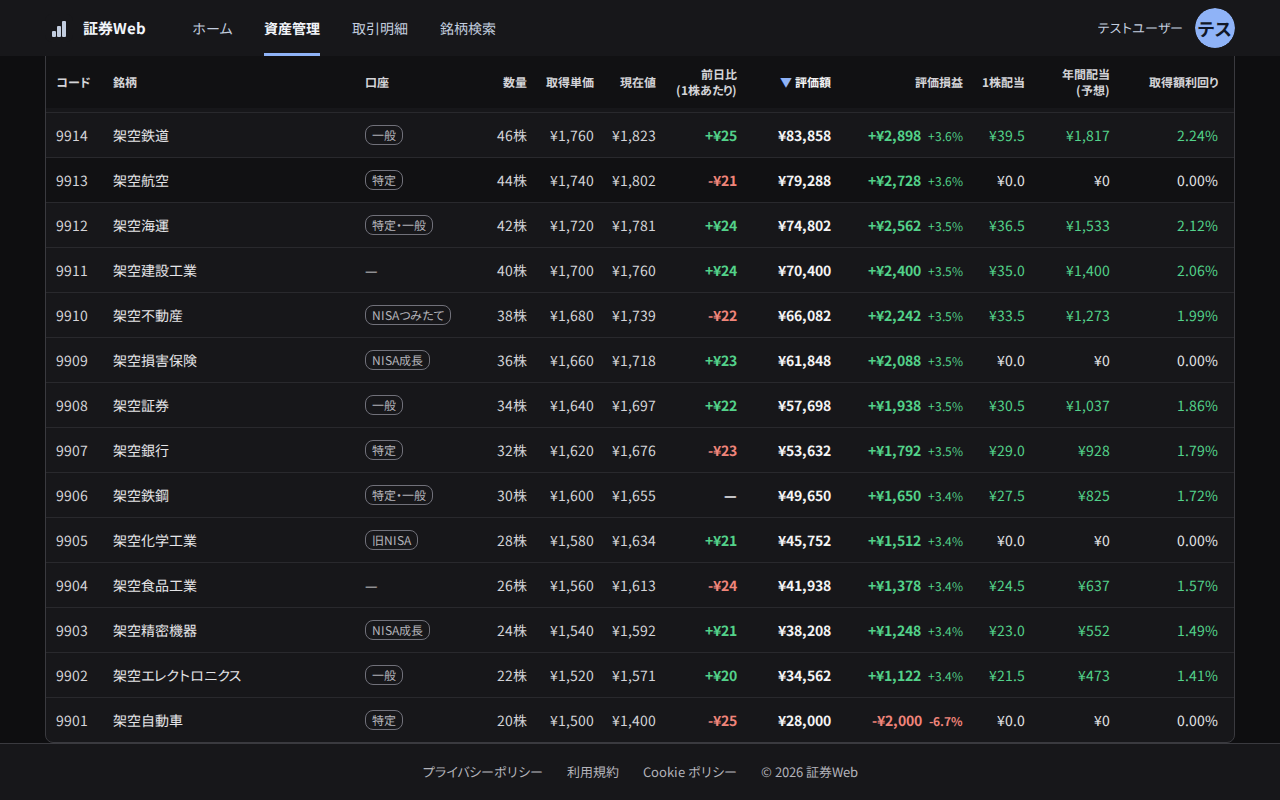 証券Web ホーム 資産管理 取引明細 銘柄検索 テストユーザー テス
コード 銘柄 口座 数量 取得単価 現在値 前日比 (1株あたり) ▼評価額 評価損益 1株配当 年間配当 (予想) 取得額利回り
9914 架空鉄道 一般 46株 ¥1,760 ¥1,823 +¥25 ¥83,858 +¥2,898 +3.6% ¥39.5 ¥1,817 2.24%
9913 架空航空 特定 44株 ¥1,740 ¥1,802 -¥21 ¥79,288 +¥2,728 +3.6% ¥0.0 ¥0 0.00%
9912 架空海運 特定・一般 42株 ¥1,720 ¥1,781 +¥24 ¥74,802 +¥2,562 +3.5% ¥36.5 ¥1,533 2.12%
9911 架空建設工業 — 40株 ¥1,700 ¥1,760 +¥24 ¥70,400 +¥2,400 +3.5% ¥35.0 ¥1,400 2.06%
9910 架空不動産 NISAつみたて 38株 ¥1,680 ¥1,739 -¥22 ¥66,082 +¥2,242 +3.5% ¥33.5 ¥1,273 1.99%
9909 架空損害保険 NISA成長 36株 ¥1,660 ¥1,718 +¥23 ¥61,848 +¥2,088 +3.5% ¥0.0 ¥0 0.00%
9908 架空証券 一般 34株 ¥1,640 ¥1,697 +¥22 ¥57,698 +¥1,938 +3.5% ¥30.5 ¥1,037 1.86%
9907 架空銀行 特定 32株 ¥1,620 ¥1,676 -¥23 ¥53,632 +¥1,792 +3.5% ¥29.0 ¥928 1.79%
9906 架空鉄鋼 特定・一般 30株 ¥1,600 ¥1,655 — ¥49,650 +¥1,650 +3.4% ¥27.5 ¥825 1.72%
9905 架空化学工業 旧NISA 28株 ¥1,580 ¥1,634 +¥21 ¥45,752 +¥1,512 +3.4% ¥0.0 ¥0 0.00%
9904 架空食品工業 — 26株 ¥1,560 ¥1,613 -¥24 ¥41,938 +¥1,378 +3.4% ¥24.5 ¥637 1.57%
9903 架空精密機器 NISA成長 24株 ¥1,540 ¥1,592 +¥21 ¥38,208 +¥1,248 +3.4% ¥23.0 ¥552 1.49%
9902 架空エレクトロニクス 一般 22株 ¥1,520 ¥1,571 +¥20 ¥34,562 +¥1,122 +3.4% ¥21.5 ¥473 1.41%
9901 架空自動車 特定 20株 ¥1,500 ¥1,400 -¥25 ¥28,000 -¥2,000 -6.7% ¥0.0 ¥0 0.00%
プライバシーポリシー 利用規約 Cookie ポリシー © 2026 証券Web